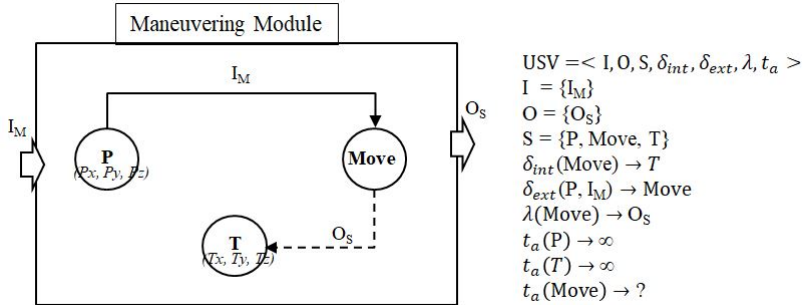 Maneuvering Module
I_M
I_M
O_S
P
(Px, Py, Pz)
Move
T
(Tx, Ty, Tz)
O_S
USV =< I, O, S, δ_int, δ_ext, λ, t_a >
I = {I_M}
O = {O_S}
S = {P, Move, T}
δ_int(Move) → T
δ_ext(P, I_M) → Move
λ(Move) → O_S
t_a(P) → ∞
t_a(T) → ∞
t_a(Move) → ?